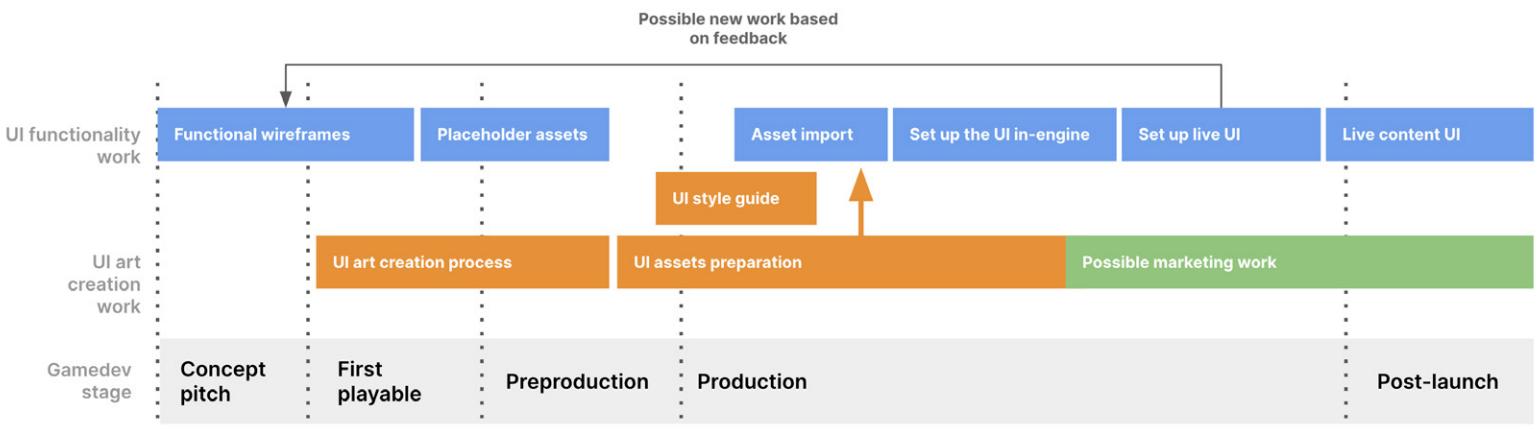 Possible new work based
on feedback
UI functionality
work
Functional wireframes
Placeholder assets
Asset import
Set up the UI in-engine
Set up live UI
Live content UI
UI style guide
UI art
creation
work
UI art creation process
UI assets preparation
Possible marketing work
Gamedev
stage
Concept
pitch
First
playable
Preproduction
Production
Post-launch